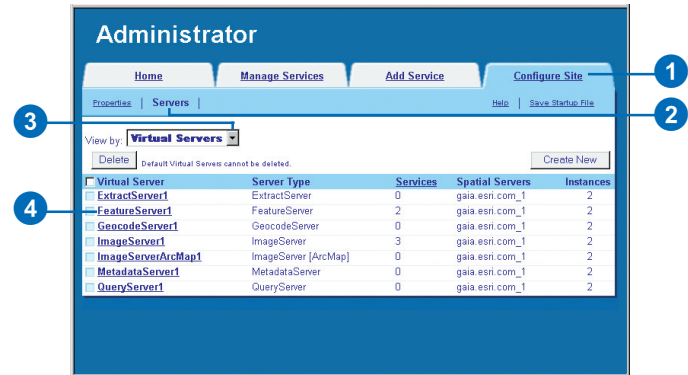 Administrator
Home Manage Services Add Service Configure Site 1
Properties | Servers | Help | Save Startup File
2
3
View by: Virtual Servers
Delete Default Virtual Servers cannot be deleted. Create New
Virtual Server Server Type Services Spatial Servers Instances
ExtractServer1 ExtractServer 0 gaia.esri.com_1 2
4 FeatureServer1 FeatureServer 2 gaia.esri.com_1 2
GeocodeServer1 GeocodeServer 0 gaia.esri.com_1 2
ImageServer1 ImageServer 3 gaia.esri.com_1 2
ImageServerArcMap1 ImageServer [ArcMap] 0 gaia.esri.com_1 2
MetadataServer1 MetadataServer 0 gaia.esri.com_1 2
QueryServer1 QueryServer 0 gaia.esri.com_1 2